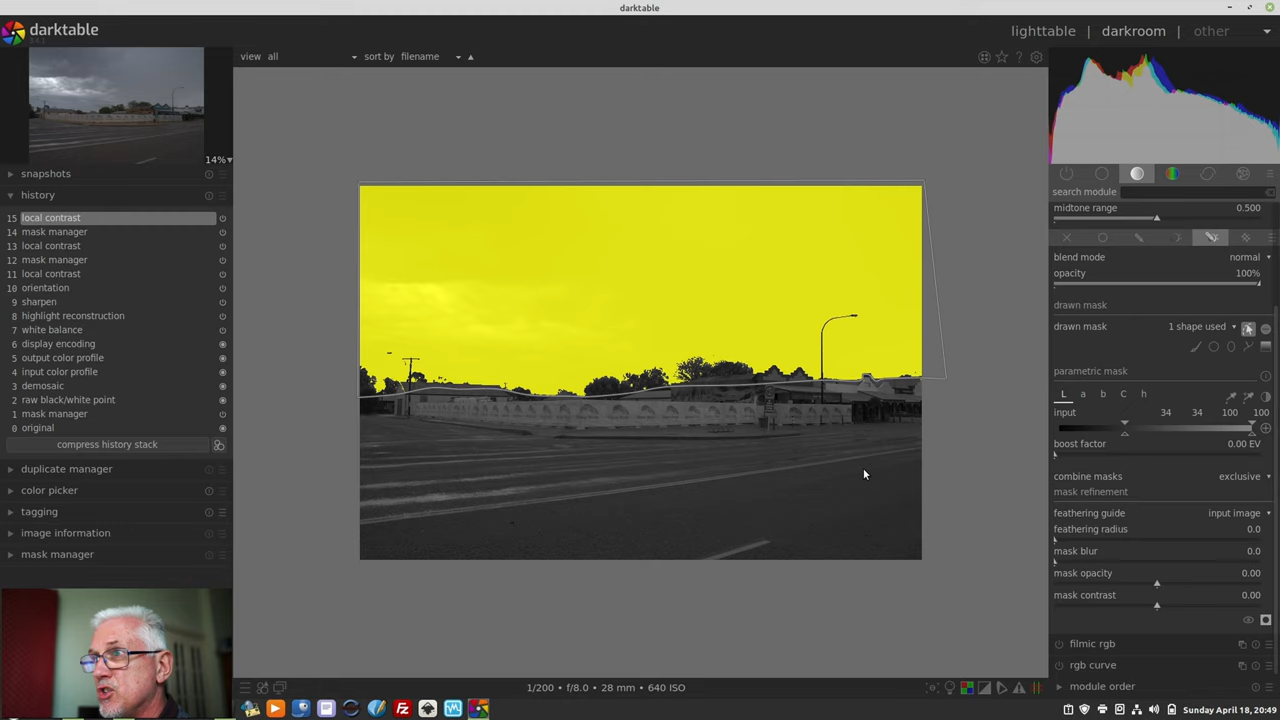 darktable
darktable
lighttable | darkroom | other
view all sort by filename
14%
snapshots
history
15 local contrast
14 mask manager
13 local contrast
12 mask manager
11 local contrast
10 orientation
9 sharpen
8 highlight reconstruction
7 white balance
6 display encoding
5 output color profile
4 input color profile
3 demosaic
2 raw black/white point
1 mask manager
0 original
compress history stack
duplicate manager
color picker
tagging
image information
mask manager
1/200 • f/8.0 • 28 mm • 640 ISO
search module
midtone range 0.500
blend mode normal
opacity 100%
drawn mask
drawn mask 1 shape used
parametric mask
L a b C h
input 34 34 100 100
boost factor 0.00 EV
combine masks exclusive
mask refinement
feathering guide input image
feathering radius 0.0
mask blur 0.0
mask opacity 0.00
mask contrast 0.00
filmic rgb
rgb curve
module order
Sunday April 18, 20:49